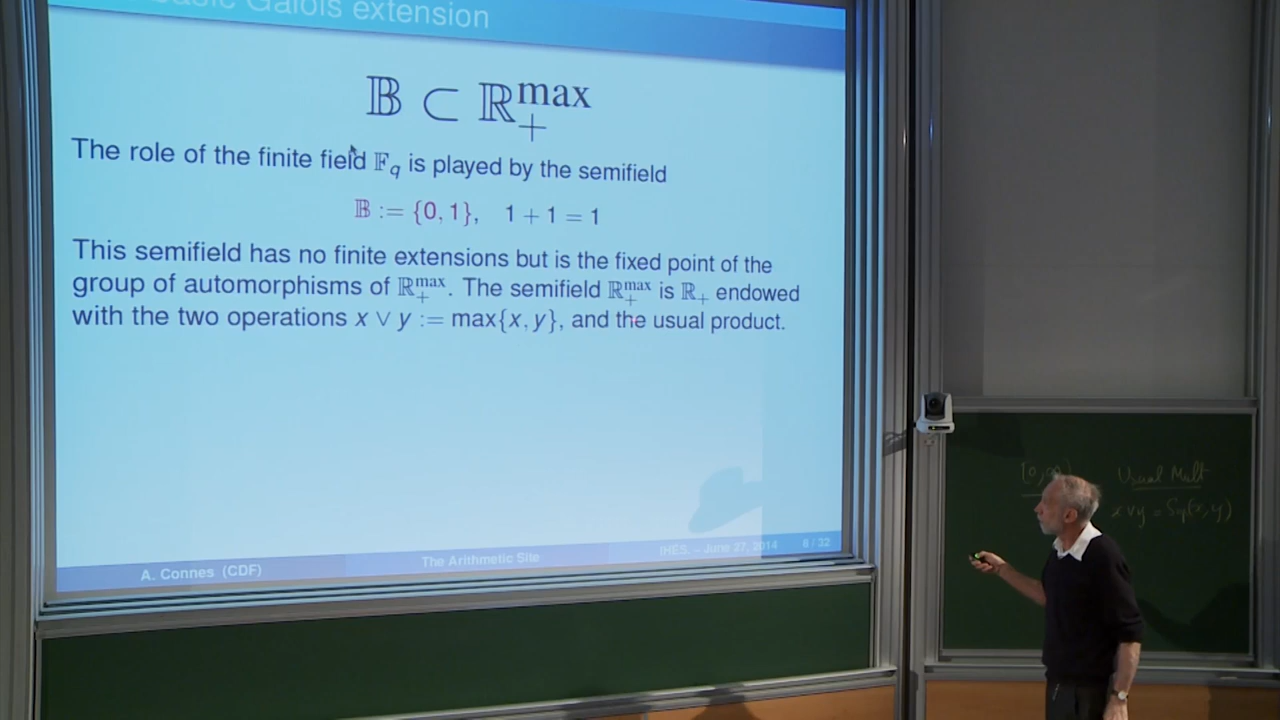 Galois extension
𝔹 ⊂ ℝ₊ᵐᵃˣ
The role of the finite field 𝔽_q is played by the semifield
𝔹 := {0, 1},   1 + 1 = 1
This semifield has no finite extensions but is the fixed point of the
group of automorphisms of ℝ₊ᵐᵃˣ. The semifield ℝ₊ᵐᵃˣ is ℝ₊ endowed
with the two operations x ∨ y := max{x, y}, and the usual product.
A. Connes (CDF) The Arithmetic Site IHES, – June 27, 2014 6 / 32
Usual Mult
x ∨ y = Sup(x, y)